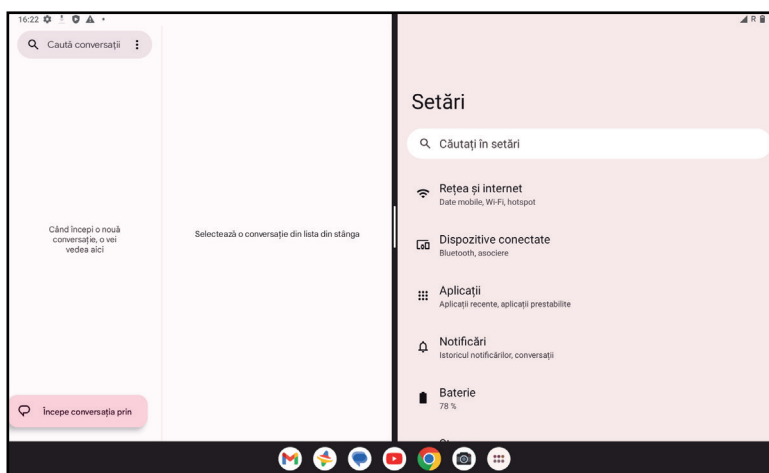 16:22
R
Caută conversații
Când începi o nouă
conversație, o vei
vedea aici
Selectează o conversație din lista din stânga
Începe conversația prin
Setări
Căutați în setări
Rețea și internet
Date mobile, Wi-Fi, hotspot
Dispozitive conectate
Bluetooth, asociere
Aplicații
Aplicații recente, aplicații prestabilite
Notificări
Istoricul notificărilor, conversații
Baterie
78 %